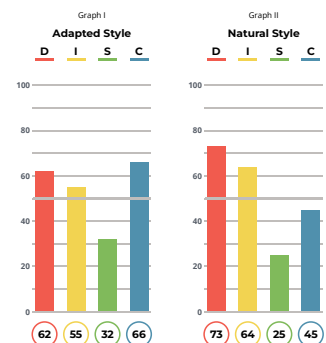 Graph I
Adapted Style
D I S C
100
80
60
40
20
0
62 55 32 66
Graph II
Natural Style
D I S C
100
80
60
40
20
0
73 64 25 45